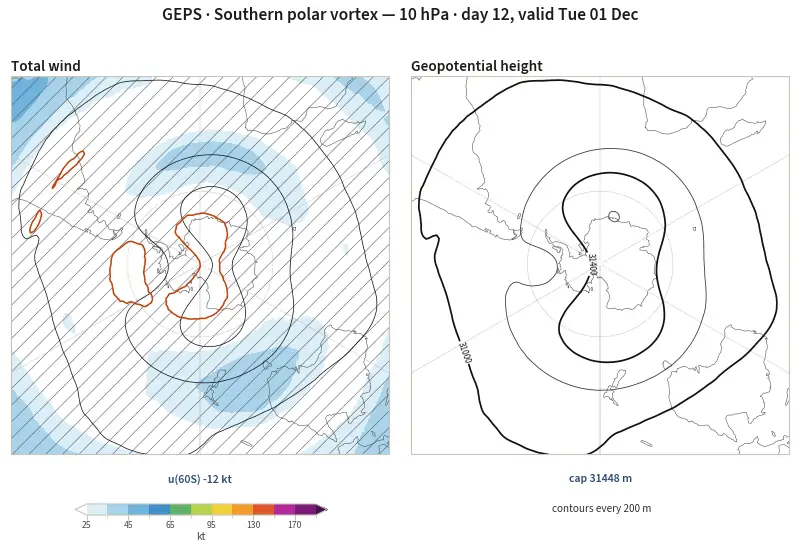 GEPS · Southern polar vortex — 10 hPa · day 12, valid Tue 01 Dec
Total wind
Geopotential height
31400
31000
u(60S) -12 kt
cap 31448 m
contours every 200 m
25 45 65 95 130 170
kt